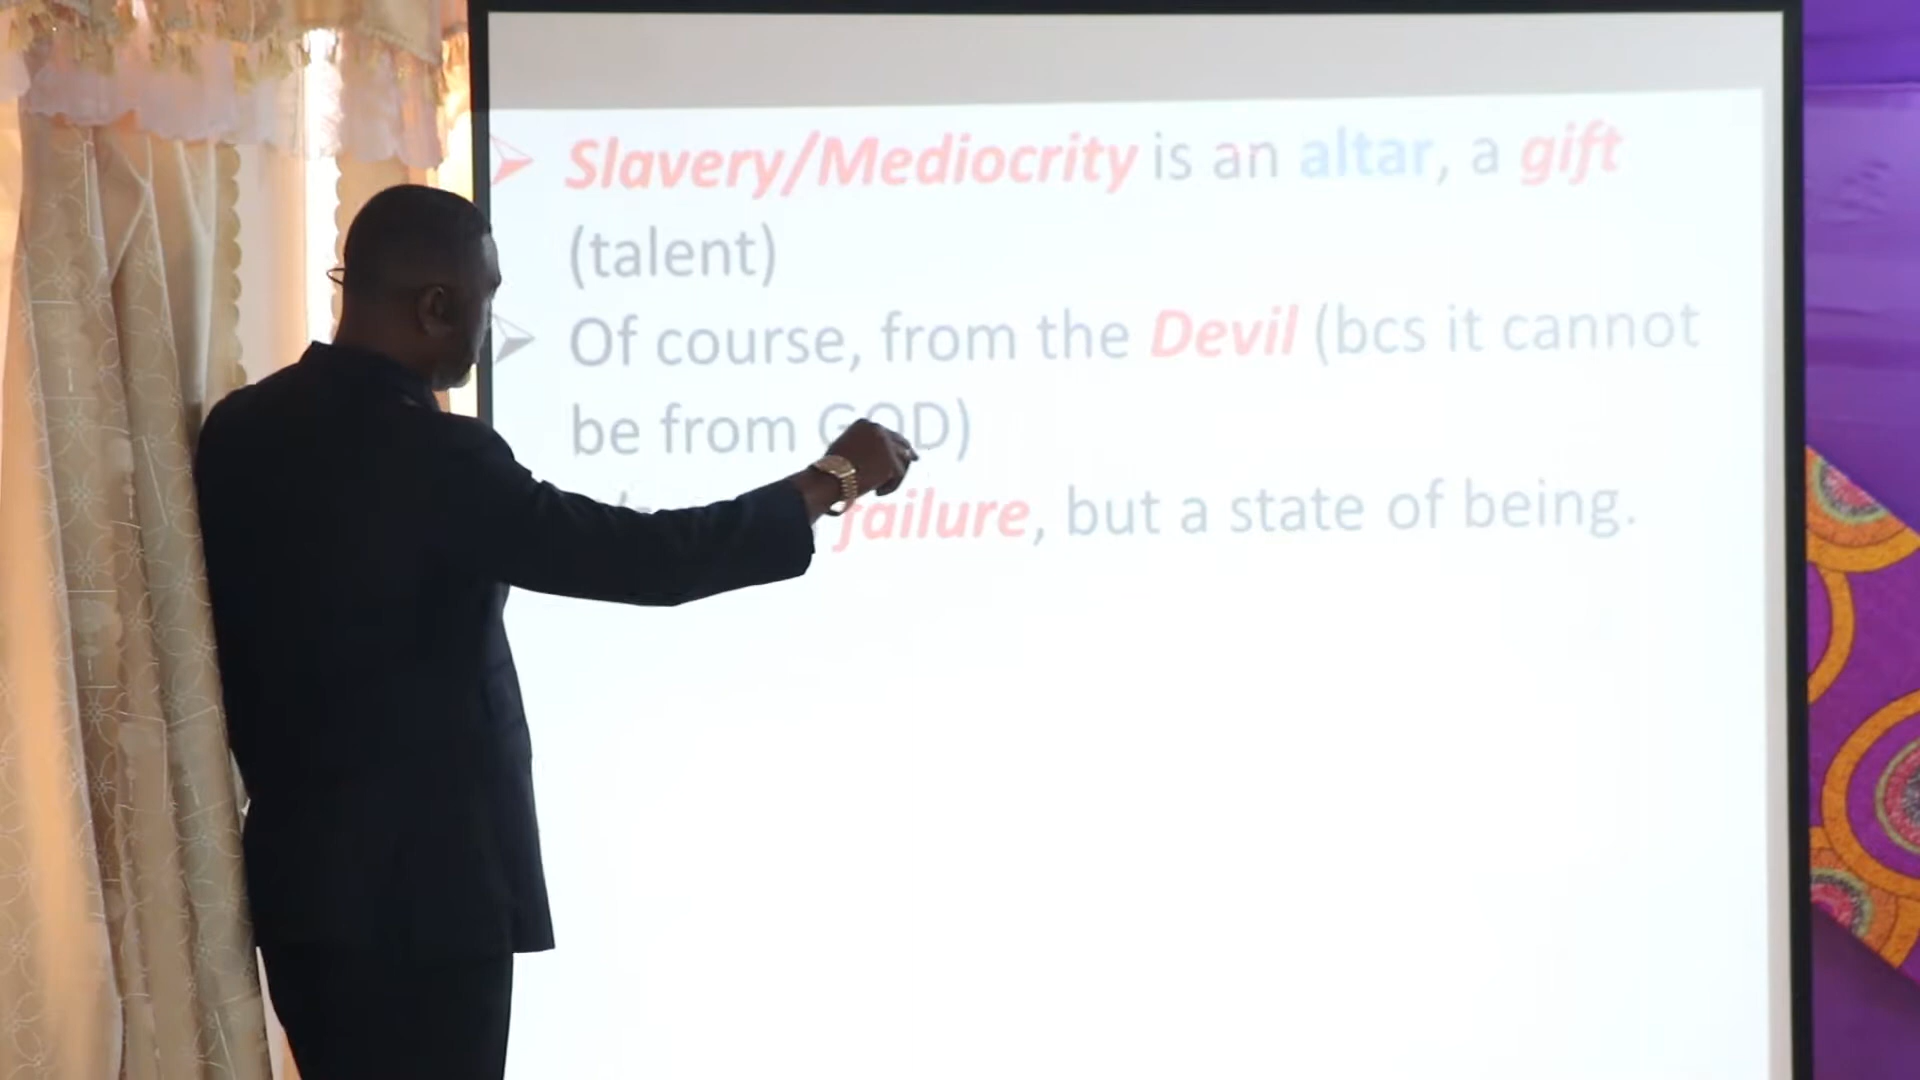 Slavery/Mediocrity is an altar, a gift
(talent)
Of course, from the Devil (bcs it cannot
be from GOD)
failure, but a state of being.